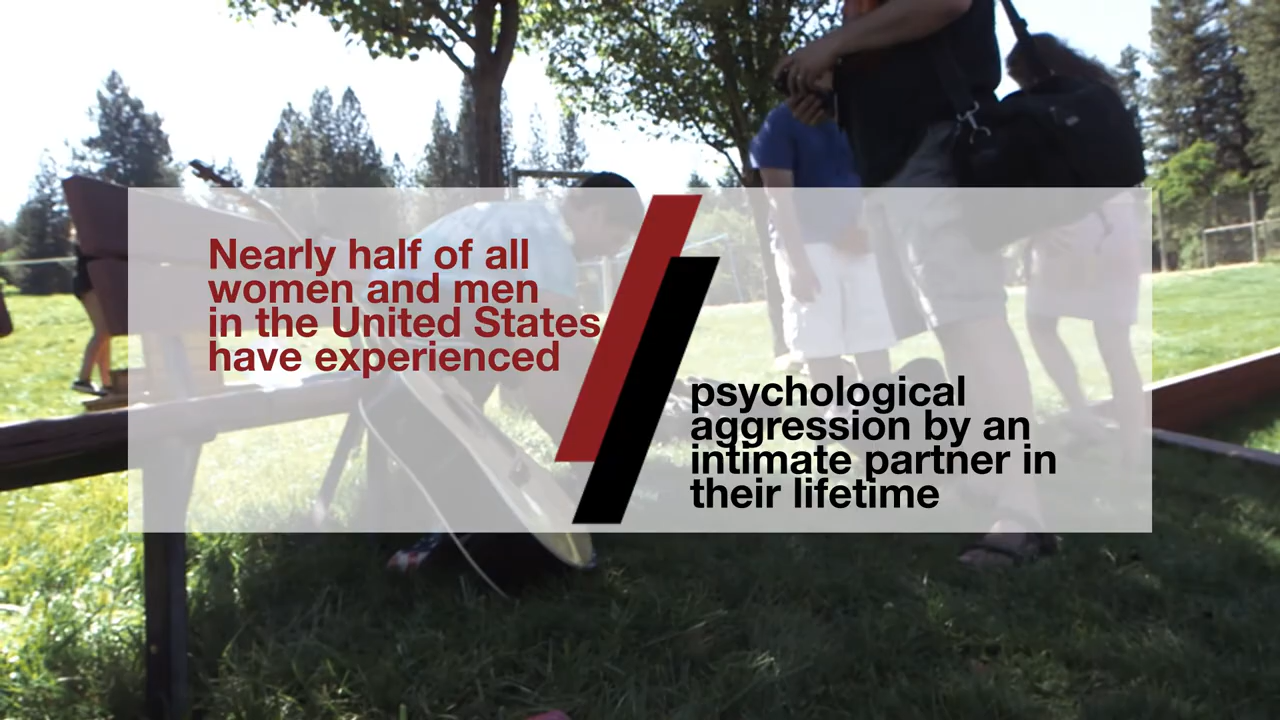 Nearly half of all
women and men
in the United States
have experienced
psychological
aggression by an
intimate partner in
their lifetime